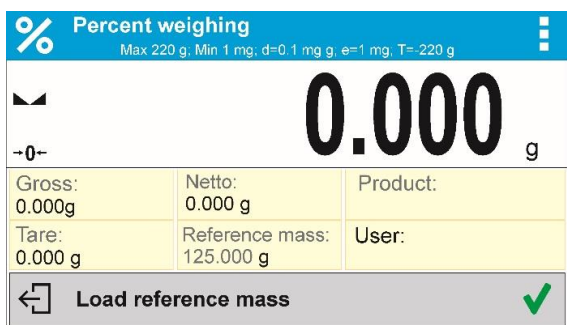 % Percent weighing
Max 220 g; Min 1 mg; d=0.1 mg g, e=1 mg; T=-220 g
→0←
0.000 g
Gross: Netto: Product:
0.000g 0.000 g
Tare: Reference mass: User:
0.000 g 125.000 g
Load reference mass